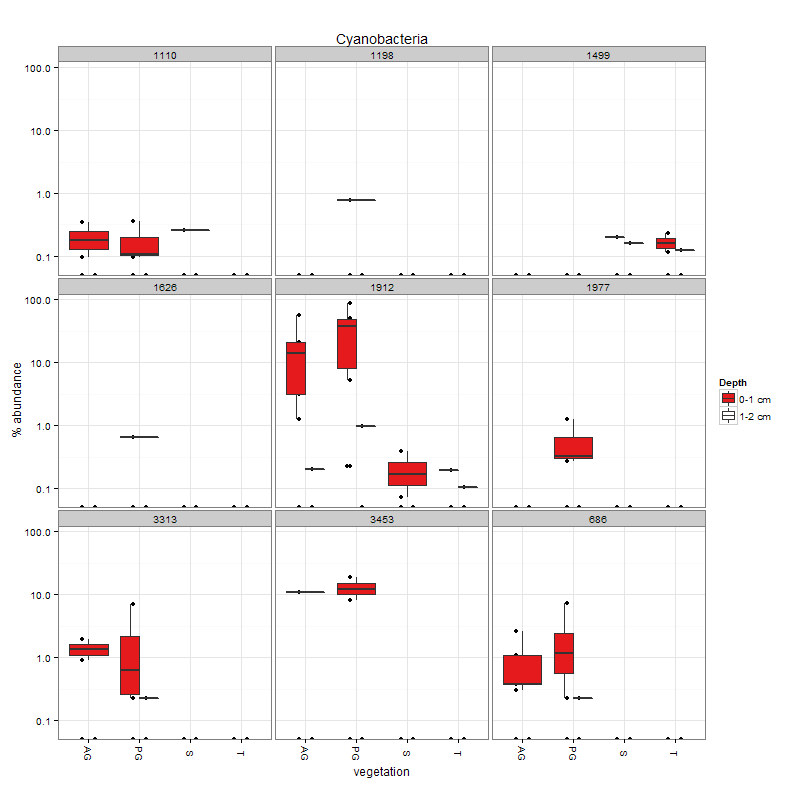 Cyanobacteria
1110 1198 1499
100.0
10.0
1.0
0.1
1626 1912 1977
100.0
10.0
1.0
0.1
% abundance
Depth
0-1 cm
1-2 cm
3313 3453 686
100.0
10.0
1.0
0.1
AG PG S T AG PG S T AG PG S T
vegetation